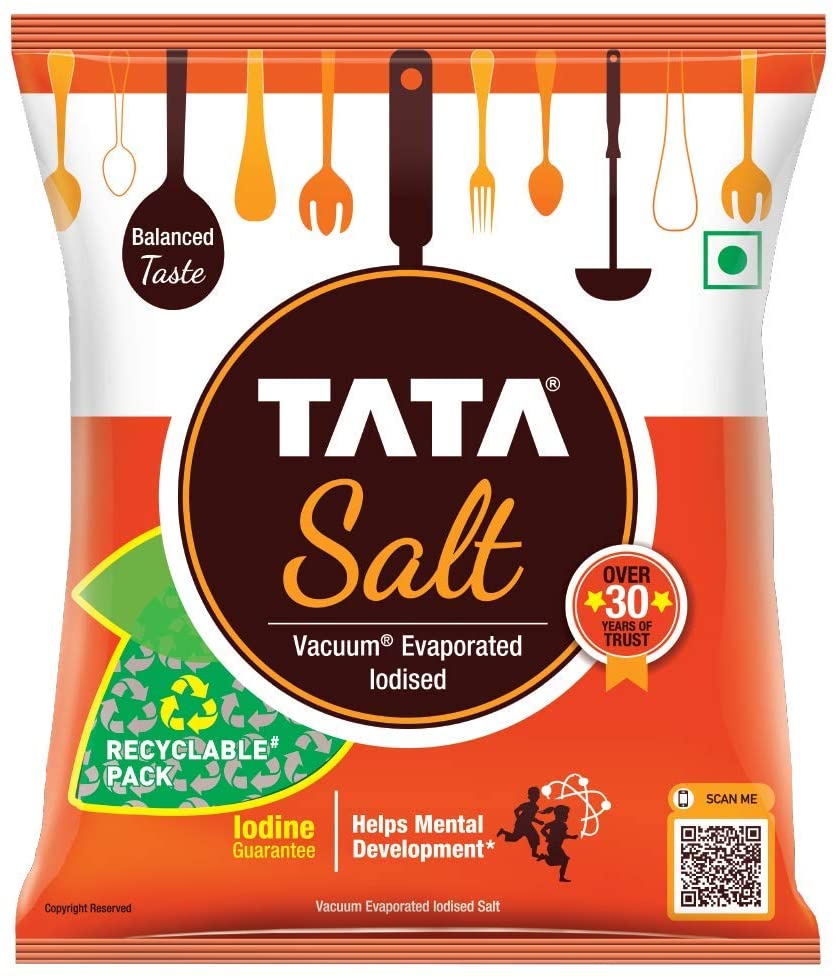 Balanced
Taste
TATA®
Salt
Vacuum® Evaporated
Iodised
OVER
30
YEARS OF
TRUST
RECYCLABLE#
PACK
Iodine
Guarantee
Helps Mental
Development*
SCAN ME
Copyright Reserved
Vacuum Evaporated Iodised Salt